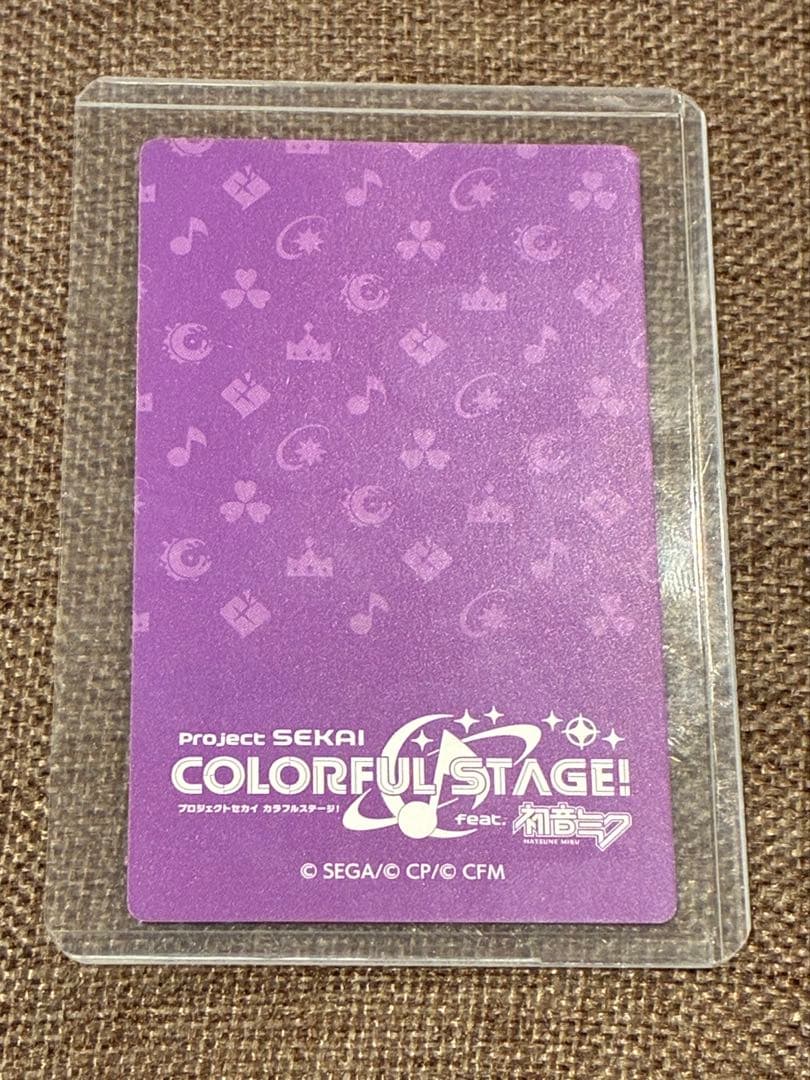 Project SEKAI
COLORFUL STAGE!
プロジェクトセカイ カラフルステージ!
feat. 初音ミク
HATSUNE MIKU
© SEGA/© CP/© CFM